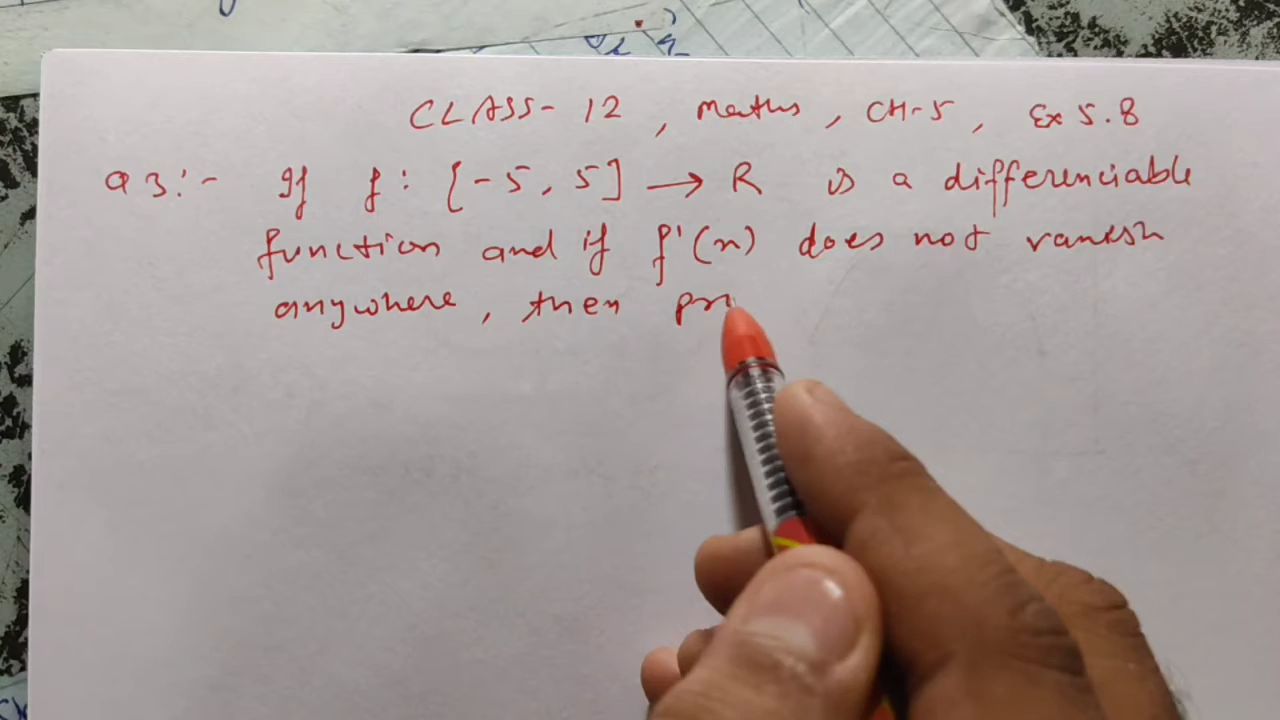 CLASS-12, Maths, CH-5, Ex 5.8
Q3:- If f: [-5, 5] → R is a differenciable
function and if f'(x) does not vanish
anywhere, then pr